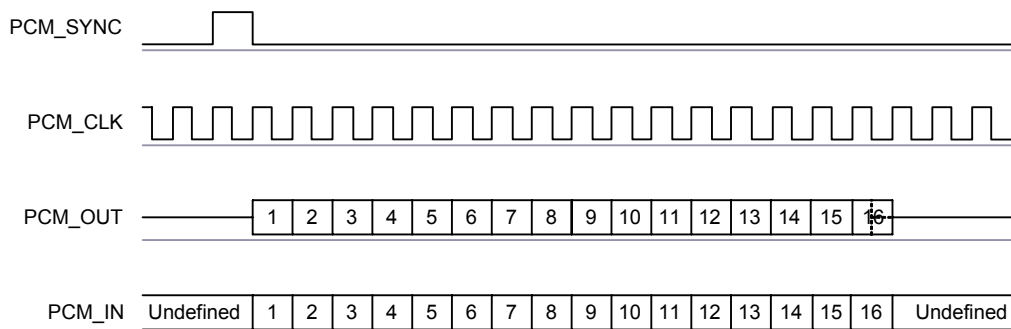 PCM_SYNC
PCM_CLK
PCM_OUT 1 2 3 4 5 6 7 8 9 10 11 12 13 14 15 16
PCM_IN Undefined 1 2 3 4 5 6 7 8 9 10 11 12 13 14 15 16 Undefined